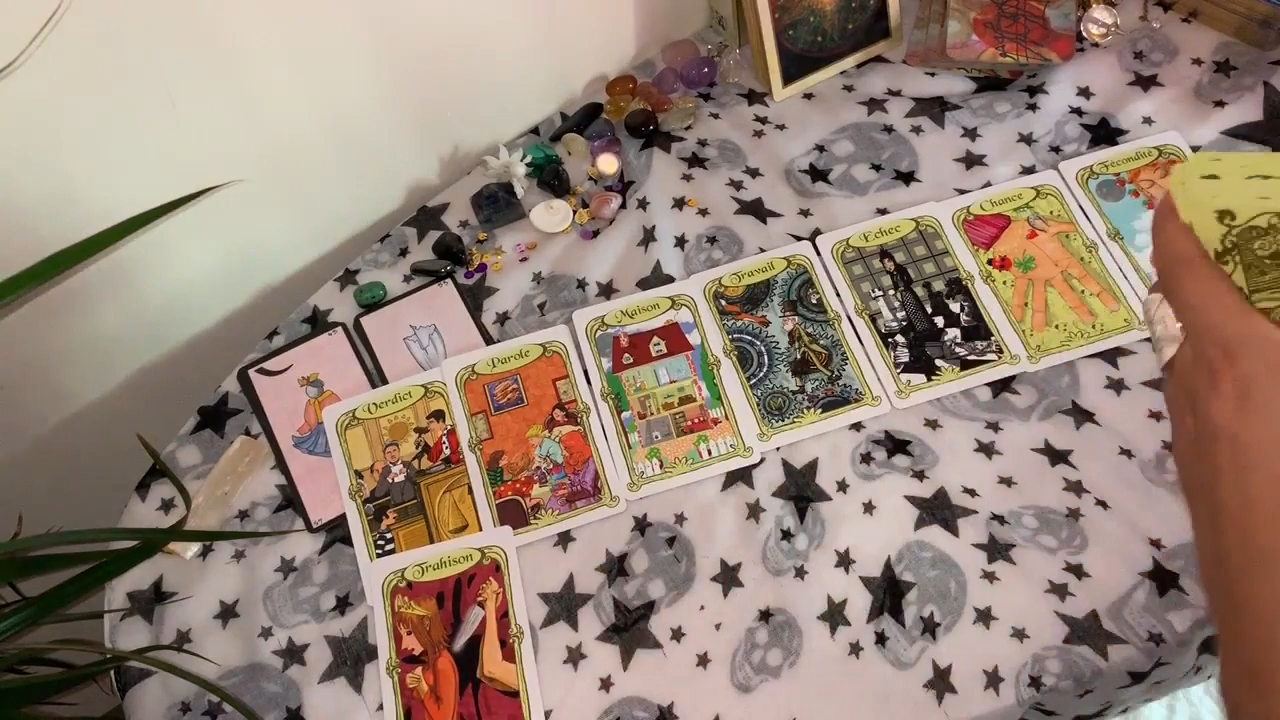 Verdict
Parole
Maison
Travail
Echec
Chance
Fécondité
Trahison